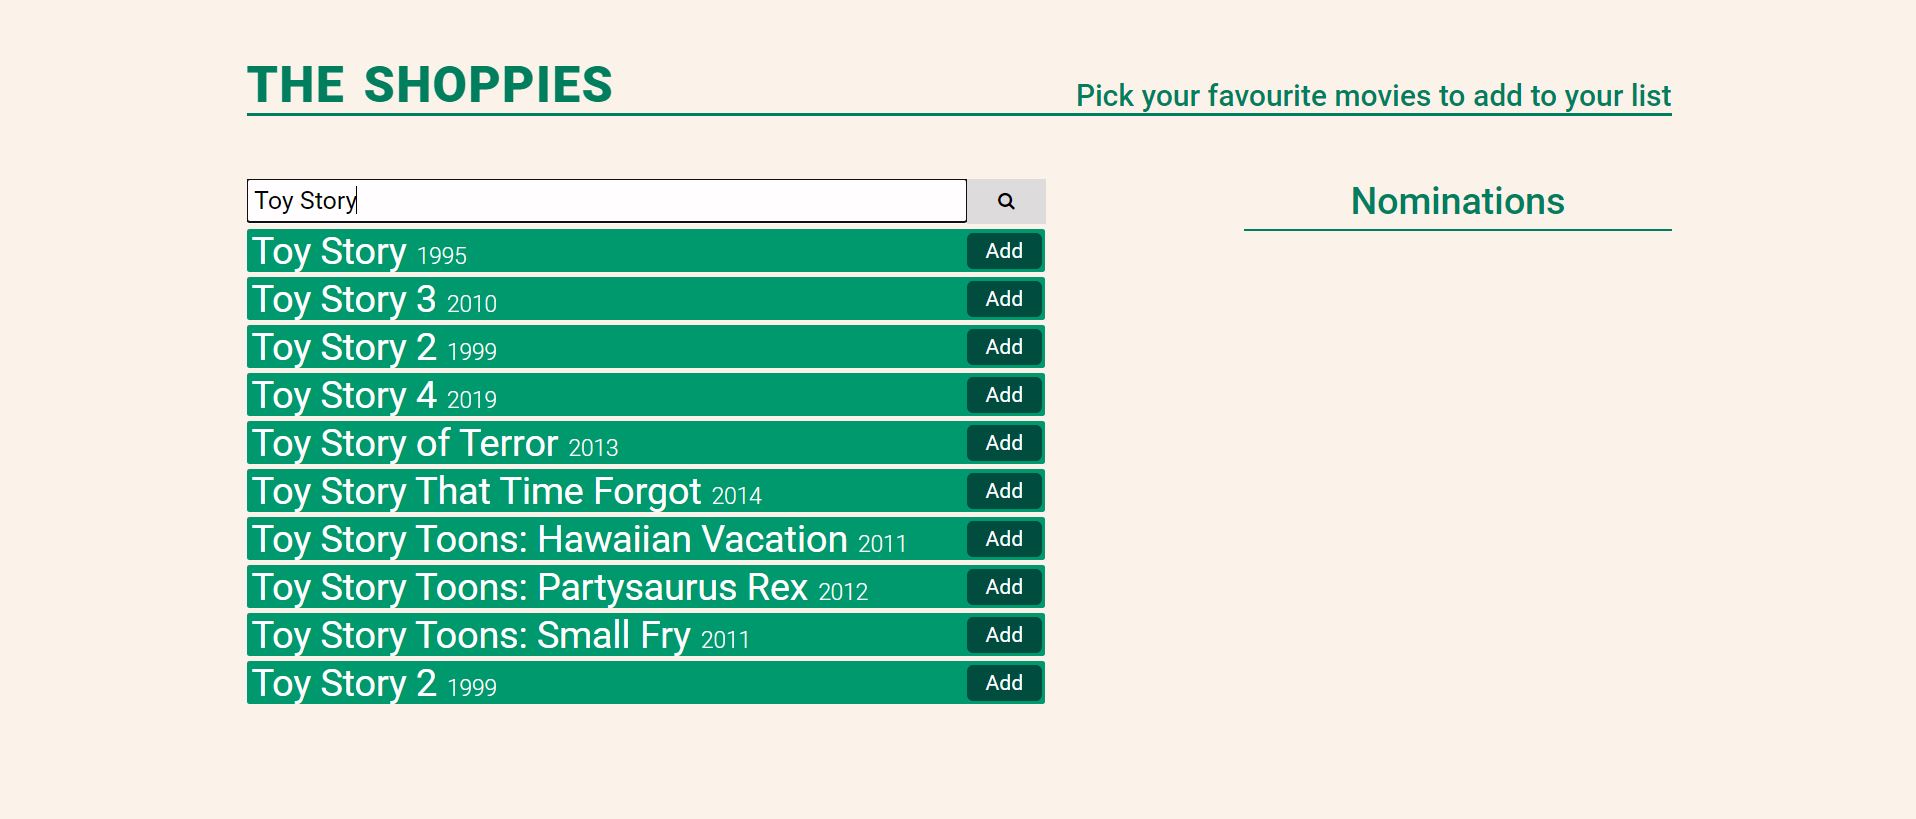 THE SHOPPIES
Pick your favourite movies to add to your list
Toy Story
Nominations
Toy Story 1995 Add
Toy Story 3 2010 Add
Toy Story 2 1999 Add
Toy Story 4 2019 Add
Toy Story of Terror 2013 Add
Toy Story That Time Forgot 2014 Add
Toy Story Toons: Hawaiian Vacation 2011 Add
Toy Story Toons: Partysaurus Rex 2012 Add
Toy Story Toons: Small Fry 2011 Add
Toy Story 2 1999 Add